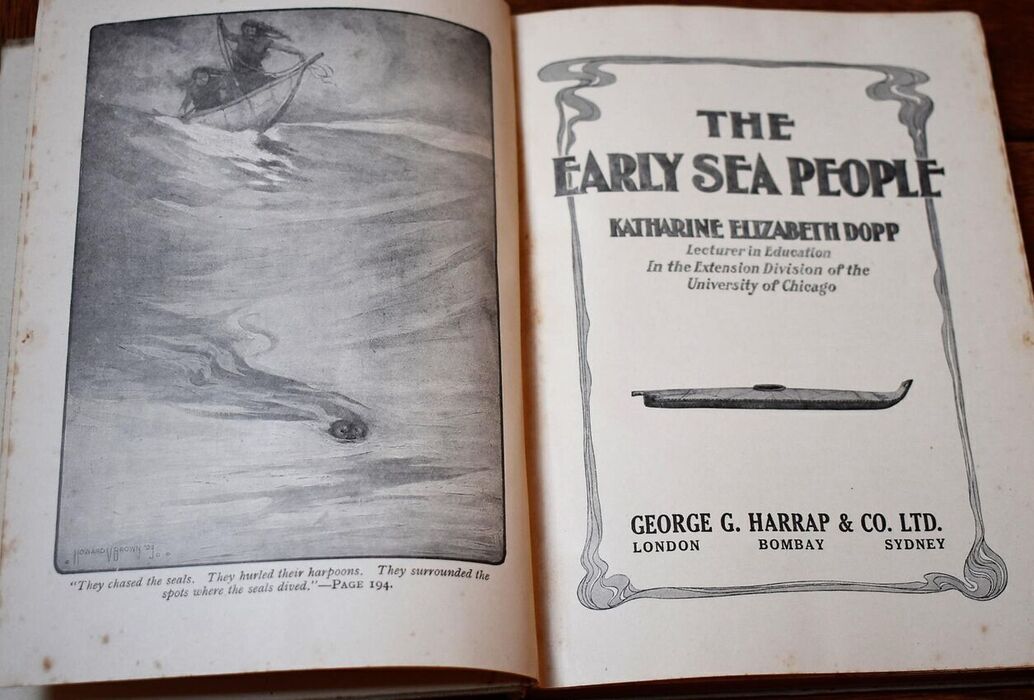 HOWARD V BROWN
"They chased the seals. They hurled their harpoons. They surrounded the
spots where the seals dived."—PAGE 194.
THE
EARLY SEA PEOPLE
KATHARINE ELIZABETH DOPP
Lecturer in Education
In the Extension Division of the
University of Chicago
GEORGE G. HARRAP & CO. LTD.
LONDON BOMBAY SYDNEY